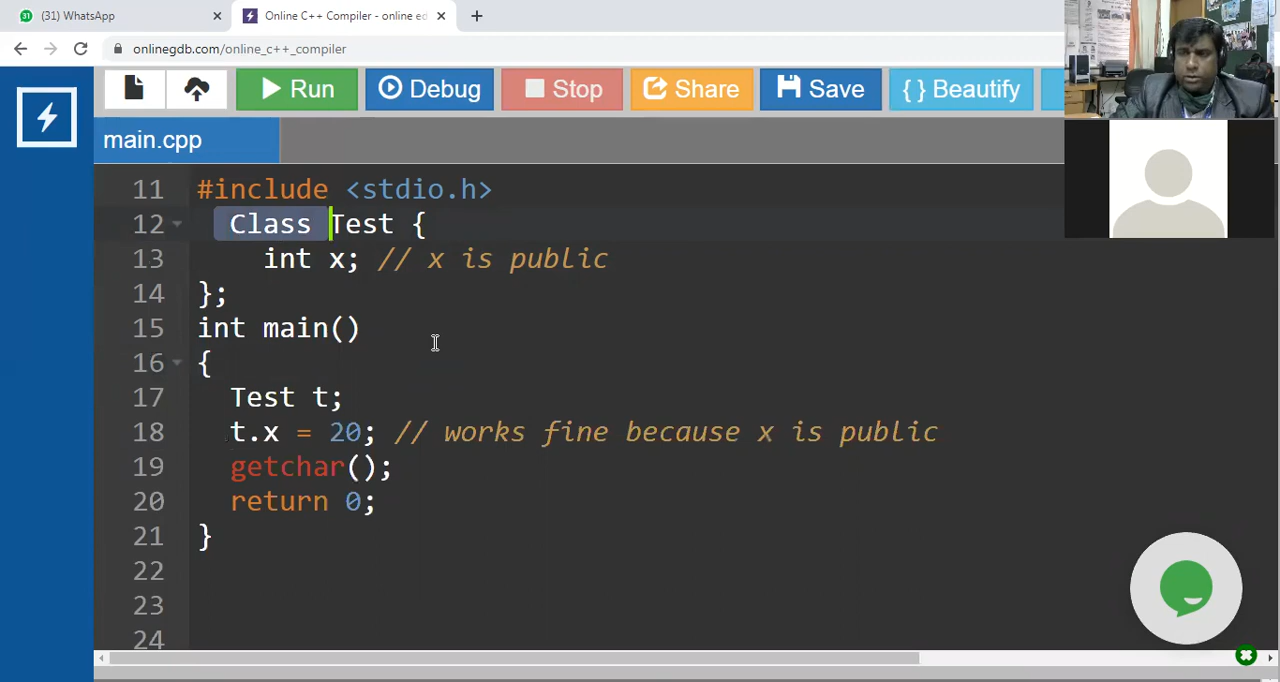 (31) WhatsApp
Online C++ Compiler - online ed
onlinegdb.com/online_c++_compiler
Run
Debug
Stop
Share
Save
{ } Beautify
main.cpp
11 #include <stdio.h>
12 Class Test {
13 int x; // x is public
14 };
15 int main()
16 {
17 Test t;
18 t.x = 20; // works fine because x is public
19 getchar();
20 return 0;
21 }
22
23
24